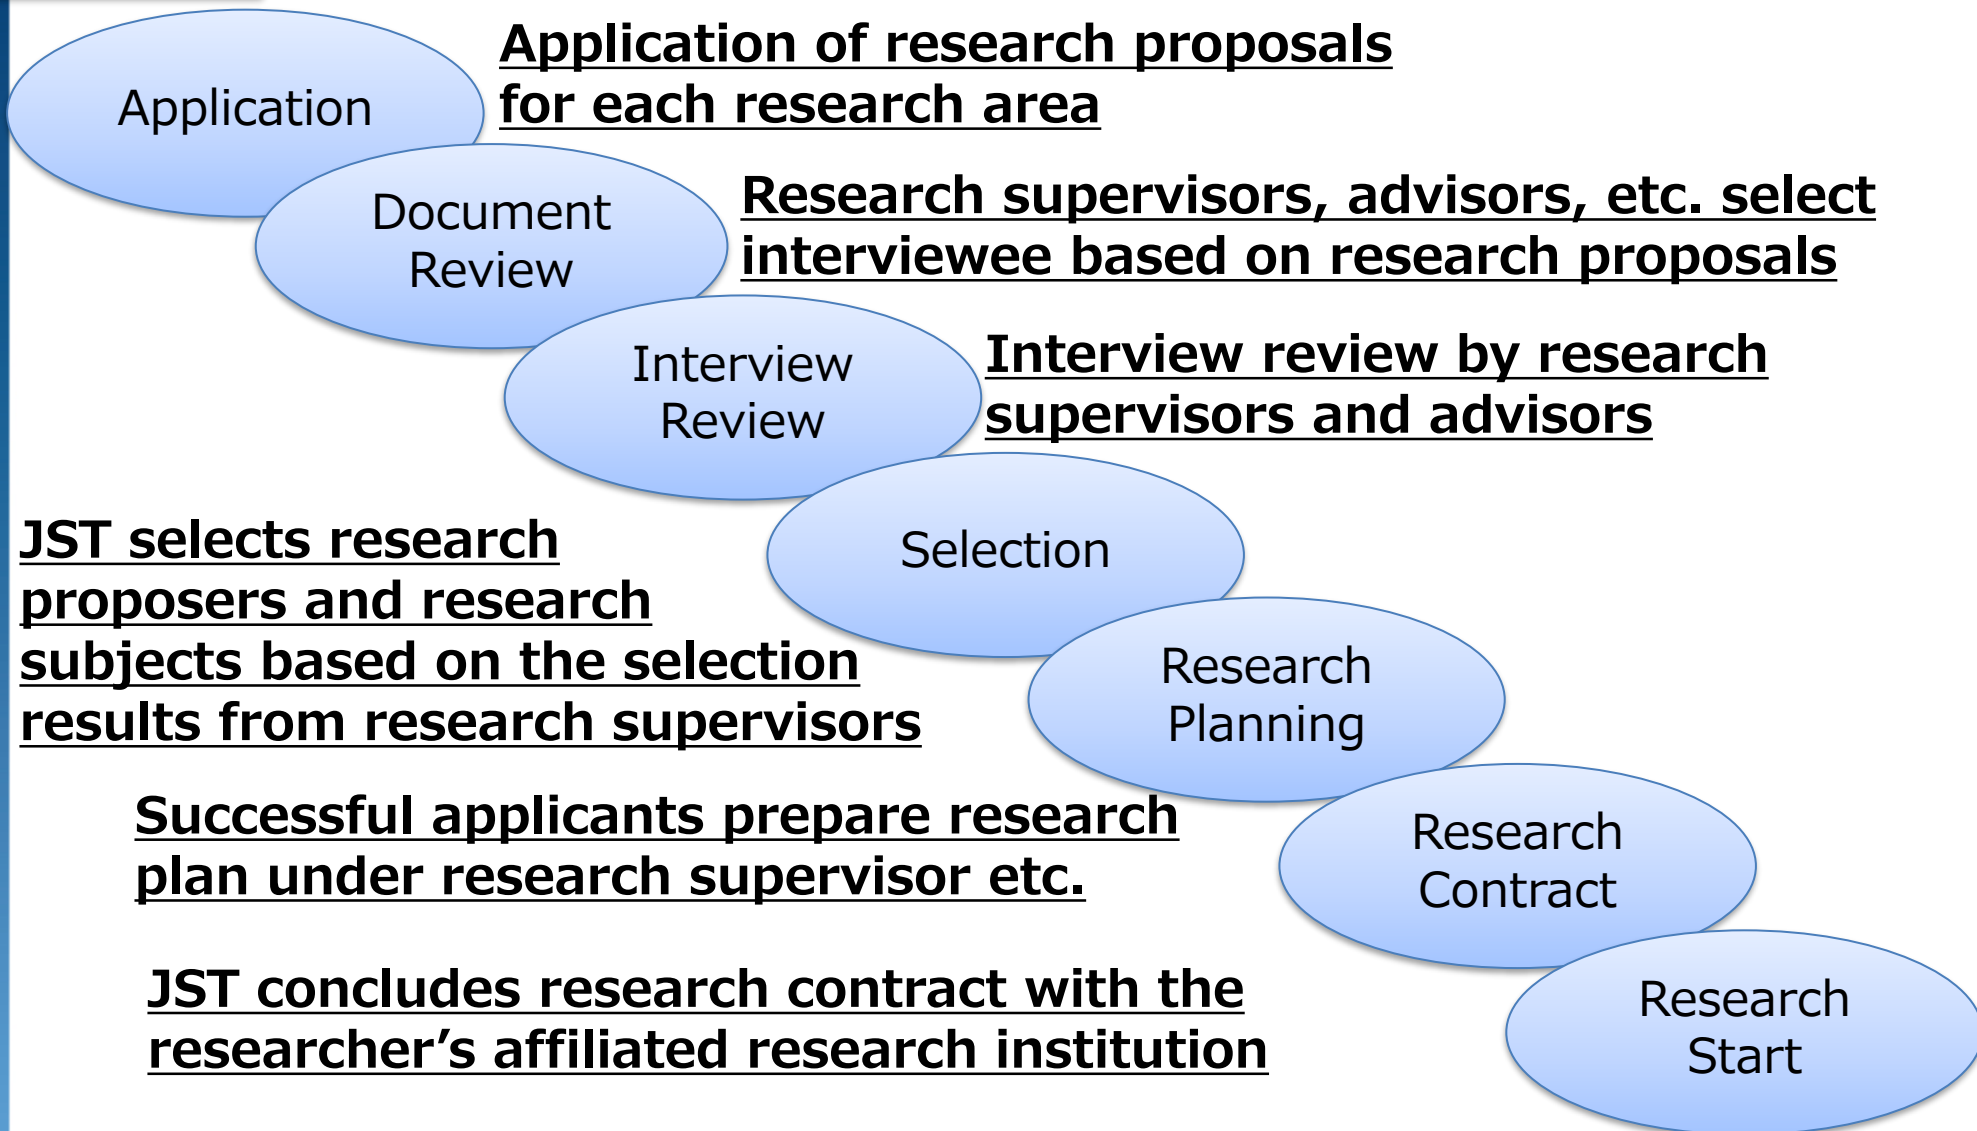 Application
Application of research proposals
for each research area
Document
Review
Research supervisors, advisors, etc. select
interviewee based on research proposals
Interview
Review
Interview review by research
supervisors and advisors
Selection
JST selects research
proposers and research
subjects based on the selection
results from research supervisors
Research
Planning
Successful applicants prepare research
plan under research supervisor etc.
Research
Contract
JST concludes research contract with the
researcher’s affiliated research institution
Research
Start